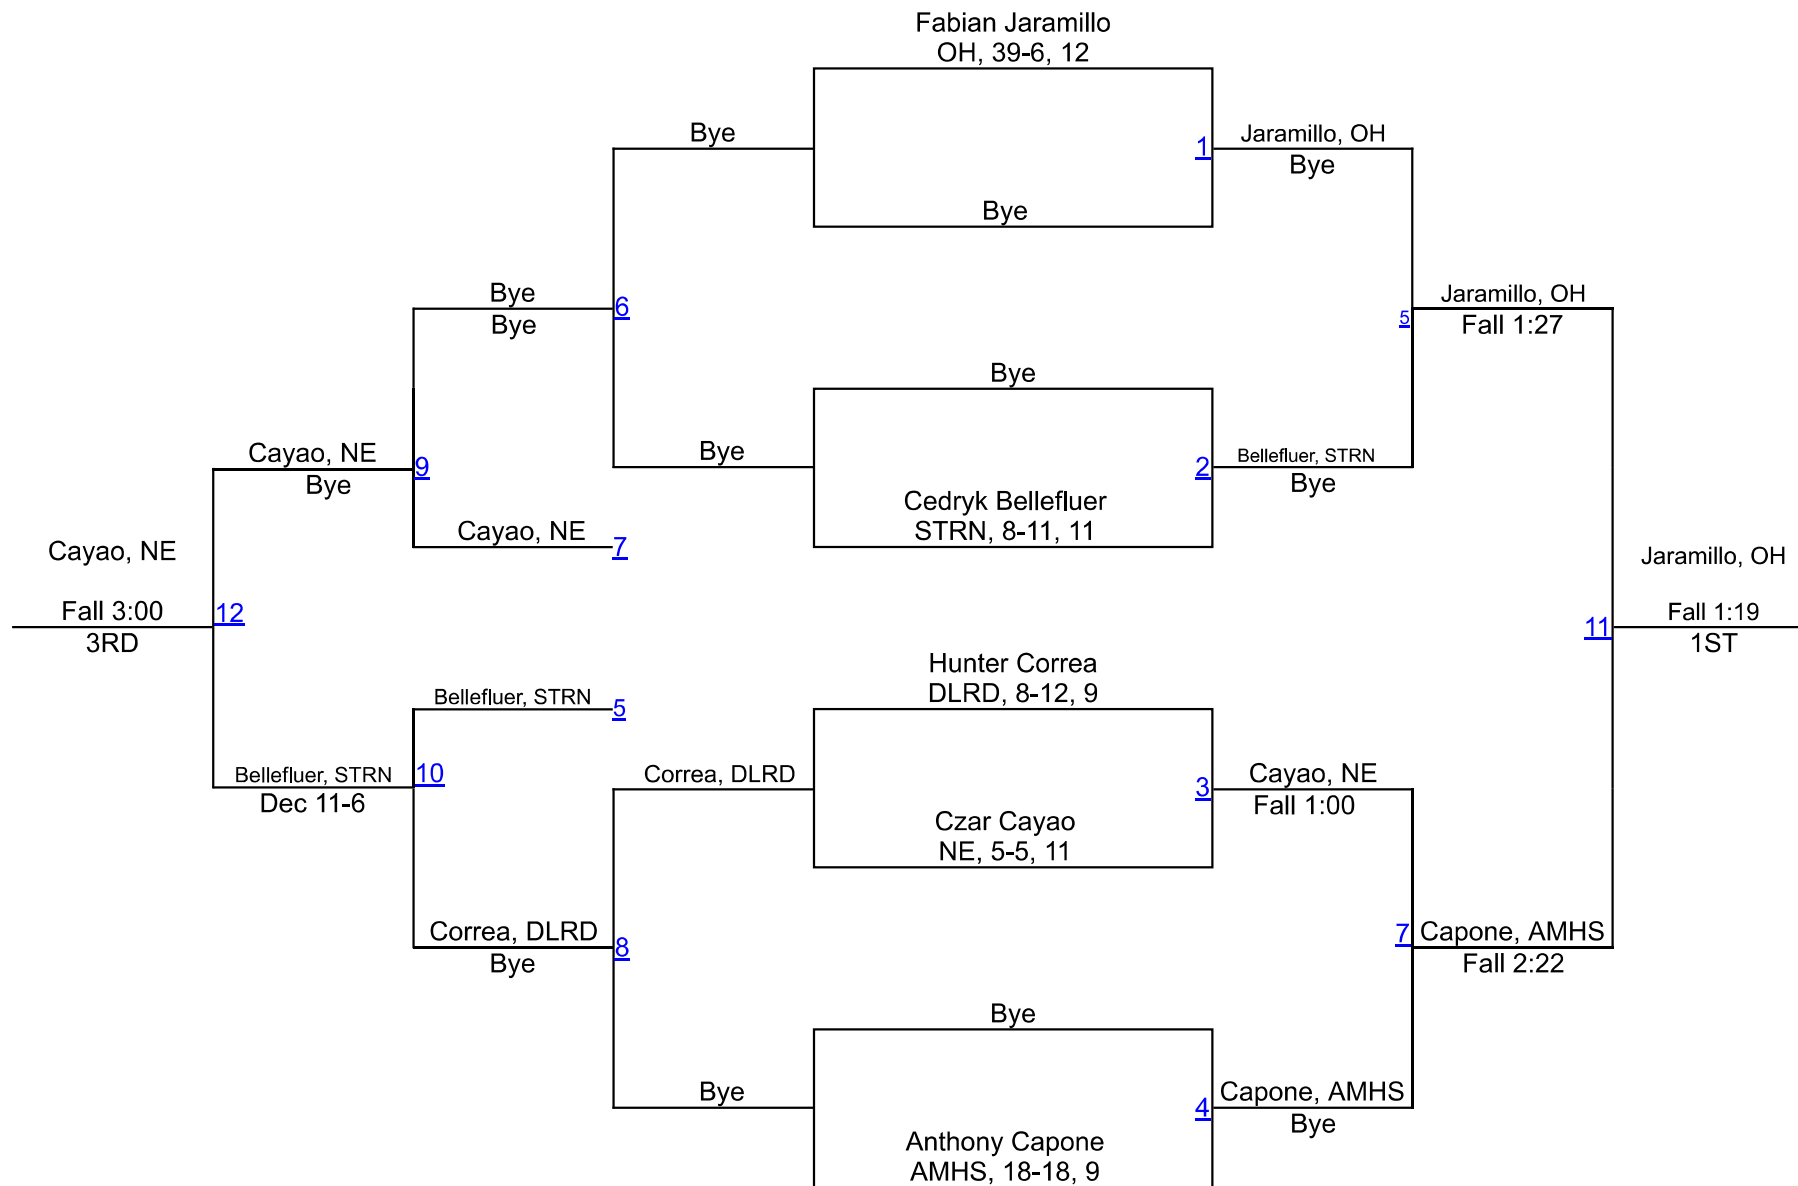 Fabian Jaramillo
OH, 39-6, 12
Bye
1
Jaramillo, OH
Bye
Bye
Bye
Bye
6
5
Jaramillo, OH
Fall 1:27
Bye
Cayao, NE
Bye
9
Bye
2
Bellefluer, STRN
Bye
Cedryk Bellefluer
STRN, 8-11, 11
Cayao, NE
7
Cayao, NE
Fall 3:00
3RD
12
Jaramillo, OH
Fall 1:19
1ST
11
Hunter Correa
DLRD, 8-12, 9
Bellefluer, STRN
5
Bellefluer, STRN
Dec 11-6
10
Correa, DLRD
3
Cayao, NE
Fall 1:00
Czar Cayao
NE, 5-5, 11
Correa, DLRD
Bye
8
7
Capone, AMHS
Fall 2:22
Bye
Bye
4
Capone, AMHS
Bye
Anthony Capone
AMHS, 18-18, 9